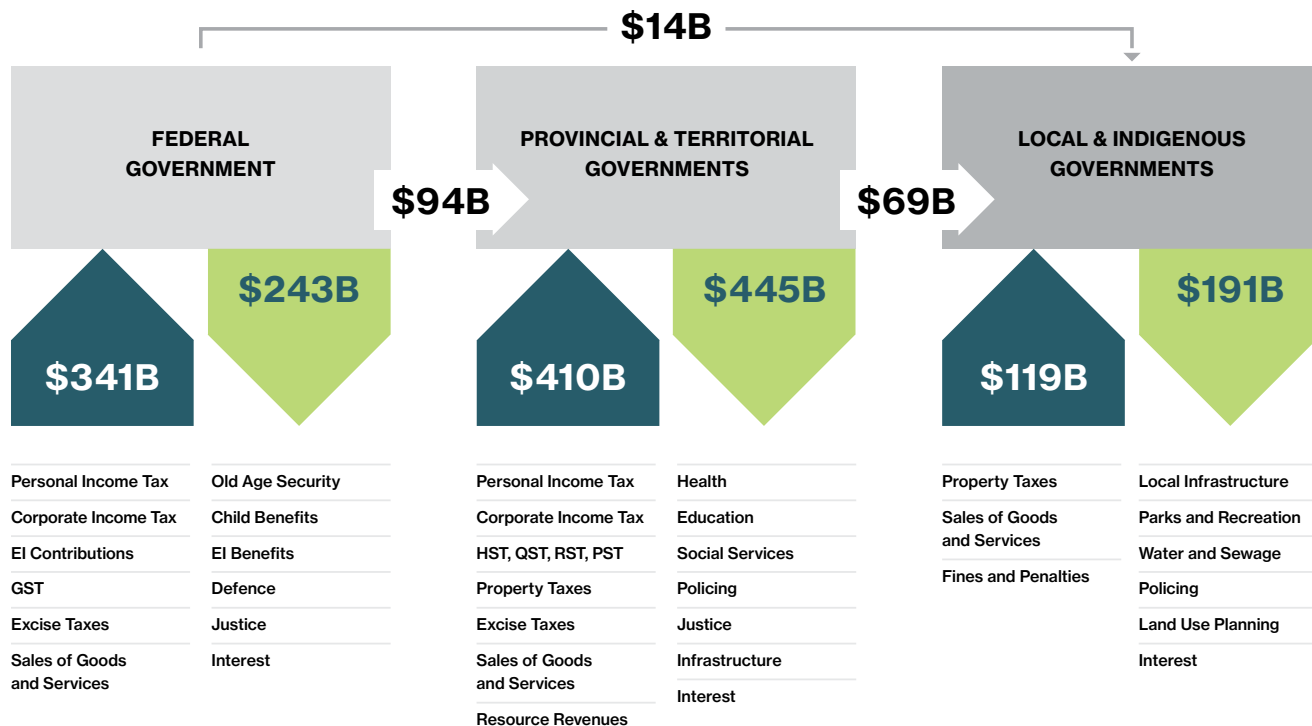 $14B
FEDERAL
GOVERNMENT
PROVINCIAL & TERRITORIAL
GOVERNMENTS
LOCAL & INDIGENOUS
GOVERNMENTS
$94B
$69B
$341B
$243B
$410B
$445B
$119B
$191B
Personal Income Tax
Corporate Income Tax
EI Contributions
GST
Excise Taxes
Sales of Goods
and Services
Old Age Security
Child Benefits
EI Benefits
Defence
Justice
Interest
Personal Income Tax
Corporate Income Tax
HST, QST, RST, PST
Property Taxes
Excise Taxes
Sales of Goods
and Services
Resource Revenues
Health
Education
Social Services
Policing
Justice
Infrastructure
Interest
Property Taxes
Sales of Goods
and Services
Fines and Penalties
Local Infrastructure
Parks and Recreation
Water and Sewage
Policing
Land Use Planning
Interest